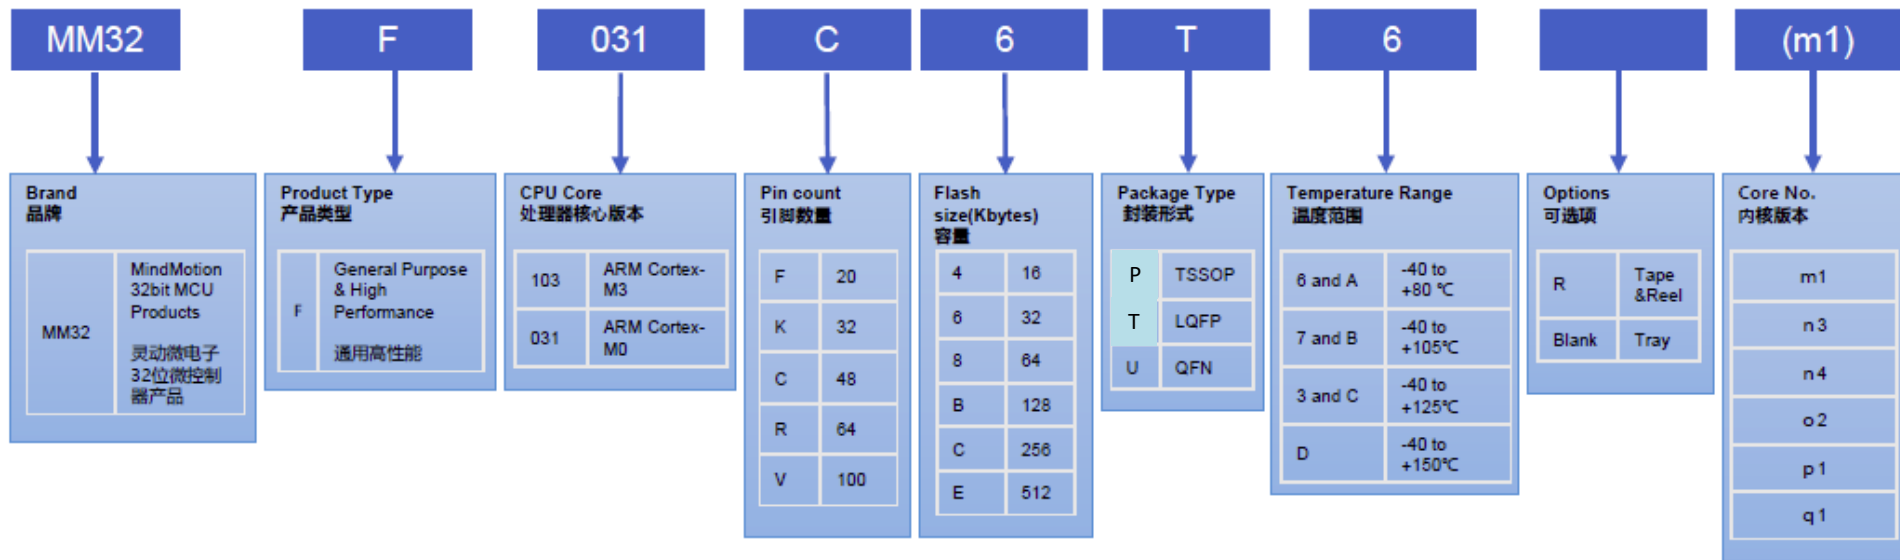 MM32
F
031
C
6
T
6
(m1)
Brand
品牌
MM32
MindMotion
32bit MCU
Products
灵动微电子
32位微控制
器产品
Product Type
产品类型
F
General Purpose
& High
Performance
通用高性能
CPU Core
处理器核心版本
103
ARM Cortex-
M3
031
ARM Cortex-
M0
Pin count
引脚数量
F 20
K 32
C 48
R 64
V 100
Flash
size(Kbytes)
容量
4 16
6 32
8 64
B 128
C 256
E 512
Package Type
封装形式
P TSSOP
T LQFP
U QFN
Temperature Range
温度范围
6 and A
-40 to
+80 ℃
7 and B
-40 to
+105℃
3 and C
-40 to
+125℃
D
-40 to
+150℃
Options
可选项
R
Tape
&Reel
Blank Tray
Core No.
内核版本
m1
n3
n4
o2
p1
q1